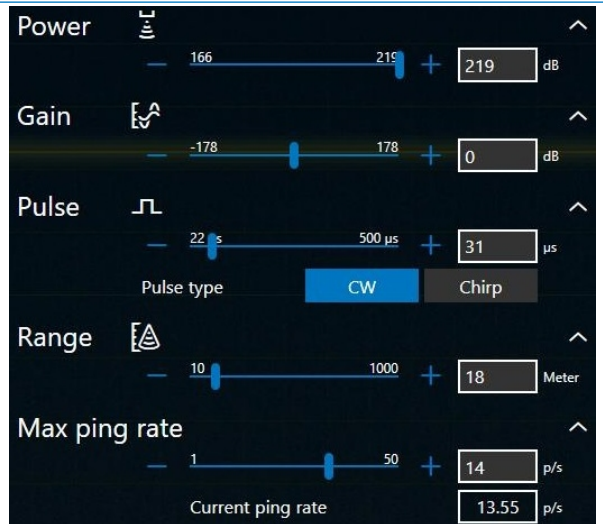 Power
166 219 219 dB
Gain
-178 178 0 dB
Pulse
22 500 µs 31 µs
Pulse type CW Chirp
Range
10 1000 18 Meter
Max ping rate
1 50 14 p/s
Current ping rate 13.55 p/s